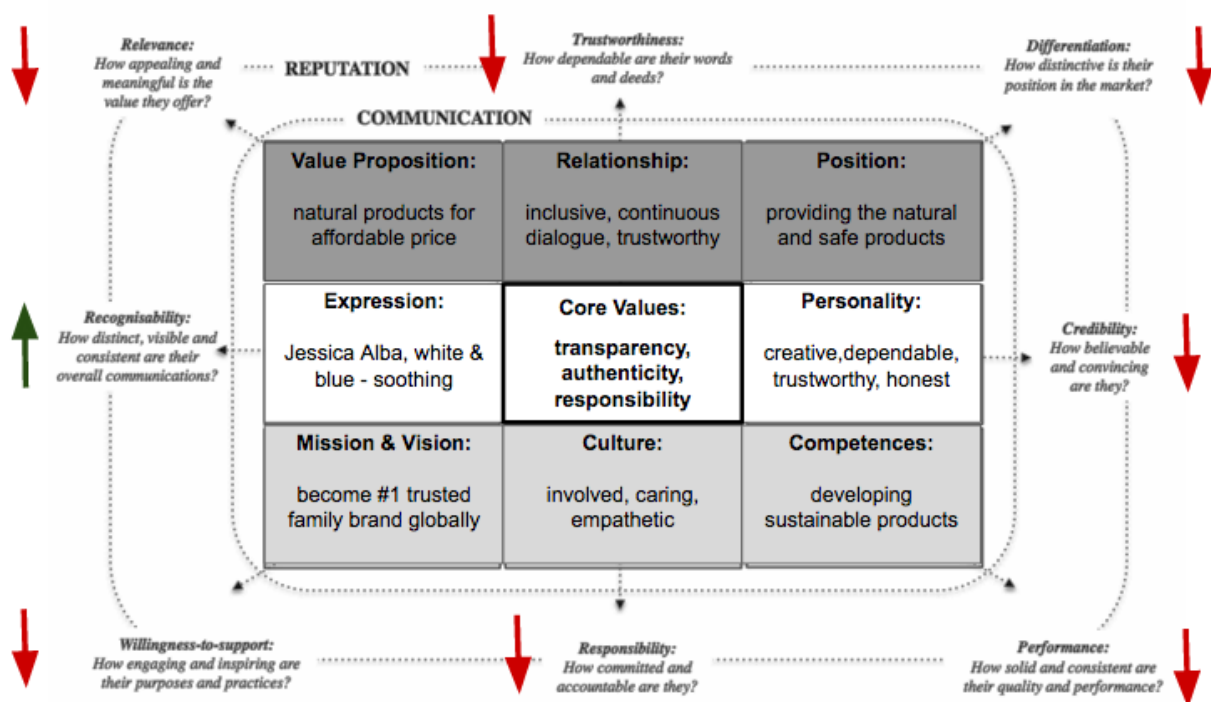 Relevance:
How appealing and
meaningful is the
value they offer?
REPUTATION
Trustworthiness:
How dependable are their words
and deeds?
Differentiation:
How distinctive is their
position in the market?
COMMUNICATION
Value Proposition:
natural products for
affordable price
Relationship:
inclusive, continuous
dialogue, trustworthy
Position:
providing the natural
and safe products
Recognisability:
How distinct, visible and
consistent are their
overall communications?
Expression:
Jessica Alba, white &
blue - soothing
Core Values:
transparency,
authenticity,
responsibility
Personality:
creative,dependable,
trustworthy, honest
Credibility:
How believable
and convincing
are they?
Mission & Vision:
become #1 trusted
family brand globally
Culture:
involved, caring,
empathetic
Competences:
developing
sustainable products
Willingness-to-support:
How engaging and inspiring are
their purposes and practices?
Responsibility:
How committed and
accountable are they?
Performance:
How solid and consistent are
their quality and performance?